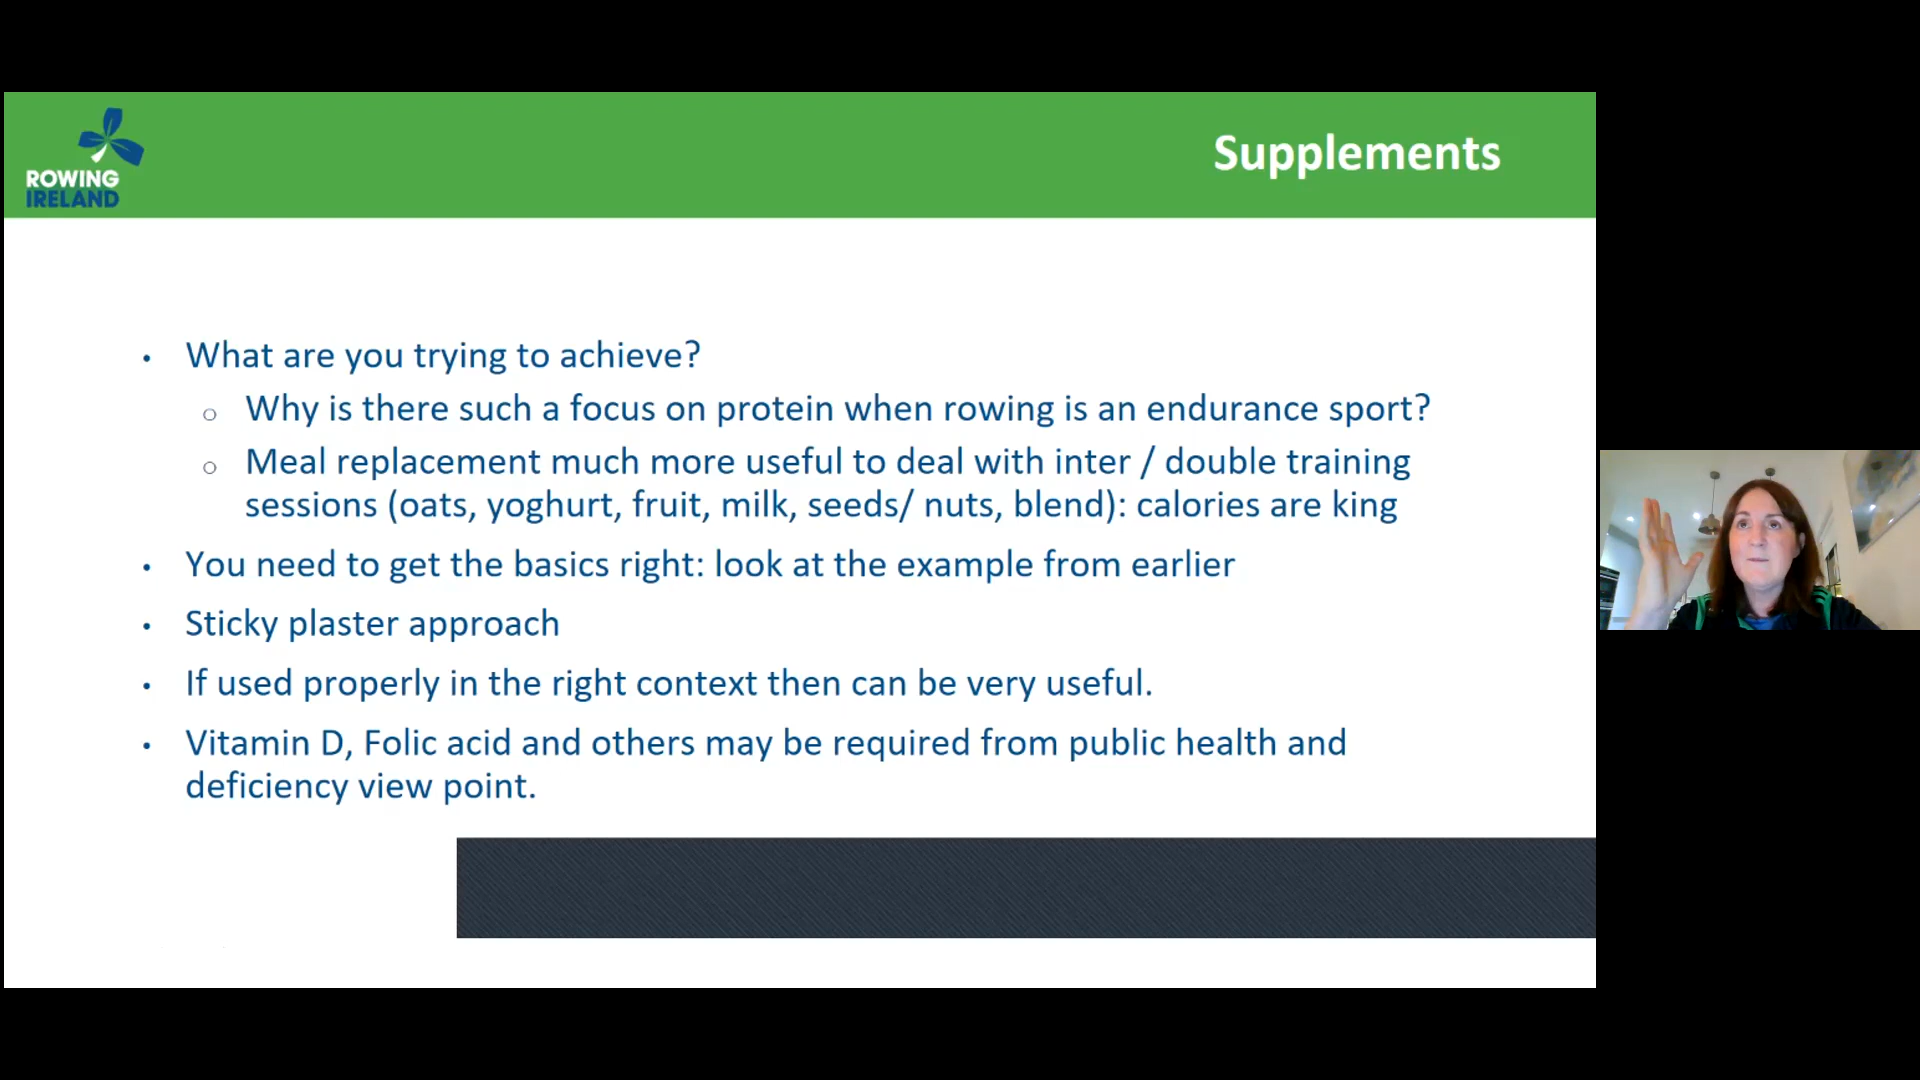 ROWING
IRELAND
Supplements
• What are you trying to achieve?
○ Why is there such a focus on protein when rowing is an endurance sport?
○ Meal replacement much more useful to deal with inter / double training
sessions (oats, yoghurt, fruit, milk, seeds/ nuts, blend): calories are king
• You need to get the basics right: look at the example from earlier
• Sticky plaster approach
• If used properly in the right context then can be very useful.
• Vitamin D, Folic acid and others may be required from public health and
deficiency view point.